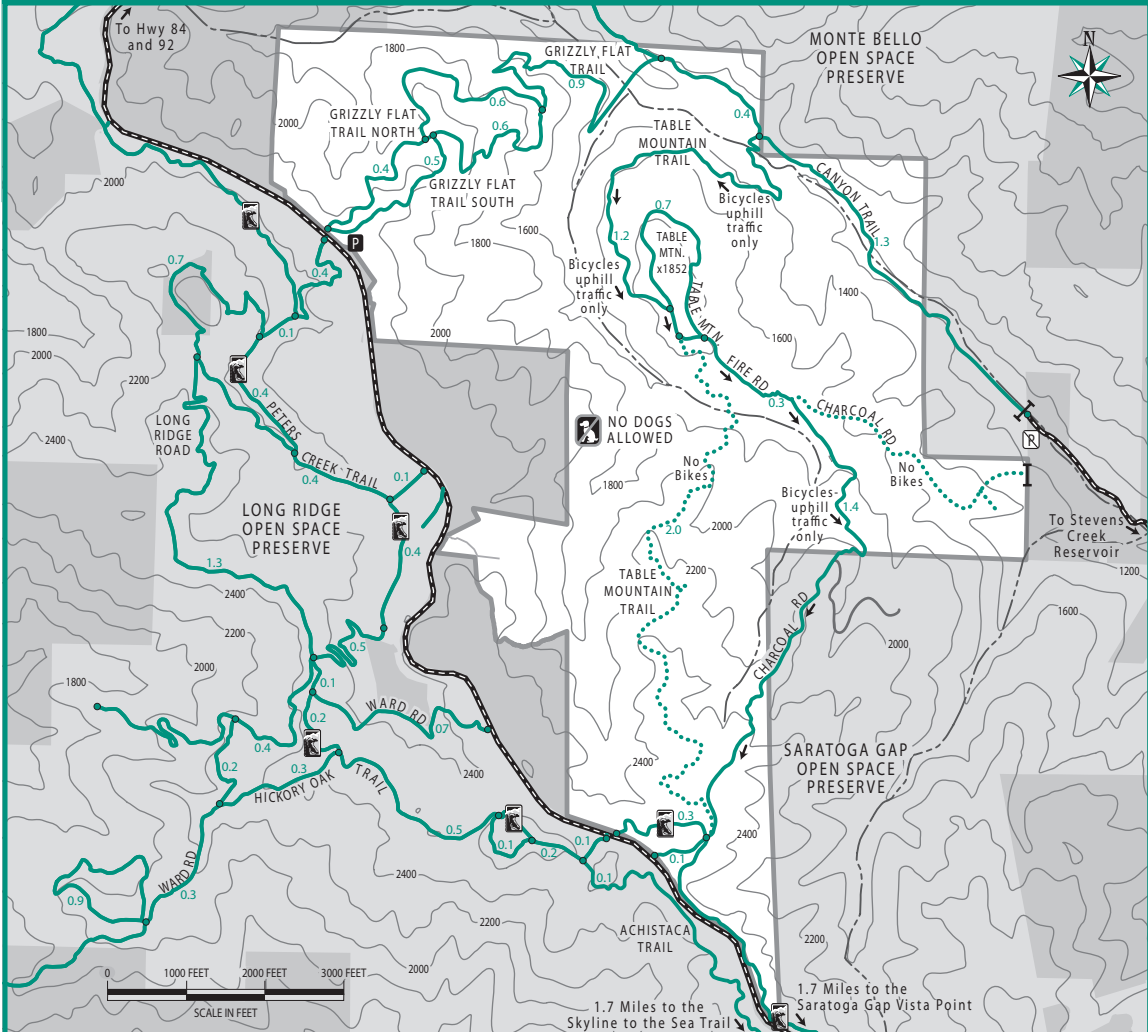 To Hwy 84
and 92
MONTE BELLO
OPEN SPACE
PRESERVE
N
GRIZZLY FLAT
TRAIL
1800
0.9
0.6
0.6
2000
GRIZZLY FLAT
TRAIL NORTH
0.4
0.5
GRIZZLY FLAT
TRAIL SOUTH
0.4
TABLE
MOUNTAIN
TRAIL
CANYON TRAIL
1.3
2000
P
0.4
1800
1600
Bicycles
uphill
traffic
only
0.7
1.2
TABLE
MTN.
x1852
Bicycles
uphill
traffic
only
1400
0.7
0.1
1800
2000
2200
2000
TABLE MTN.
FIRE RD
1600
0.3
0.4
PETERS
CREEK TRAIL
0.4
0.1
LONG
RIDGE
ROAD
2400
NO DOGS
ALLOWED
CHARCOAL RD
No
Bikes
P
No
Bikes
1800
2000
Bicycles-
uphill
traffic
only
1.4
To Stevens
Creek
Reservoir
1200
LONG RIDGE
OPEN SPACE
PRESERVE
0.4
2.0
1.3
2400
2200
TABLE
MOUNTAIN
TRAIL
2200
CHARCOAL RD
1600
2000
0.5
2000
1800
0.1
0.2
WARD RD
0.7
0.4
0.2
0.3
HICKORY OAK
TRAIL
2400
2400
SARATOGA GAP
OPEN SPACE
PRESERVE
0.5
0.1
0.2
0.1
0.1
0.3
0.1
2400
WARD RD
0.3
0.9
2400
2200
ACHISTACA
TRAIL
2200
2000
0
1000 FEET
2000 FEET
3000 FEET
SCALE IN FEET
1.7 Miles to the
Skyline to the Sea Trail
1.7 Miles to the
Saratoga Gap Vista Point